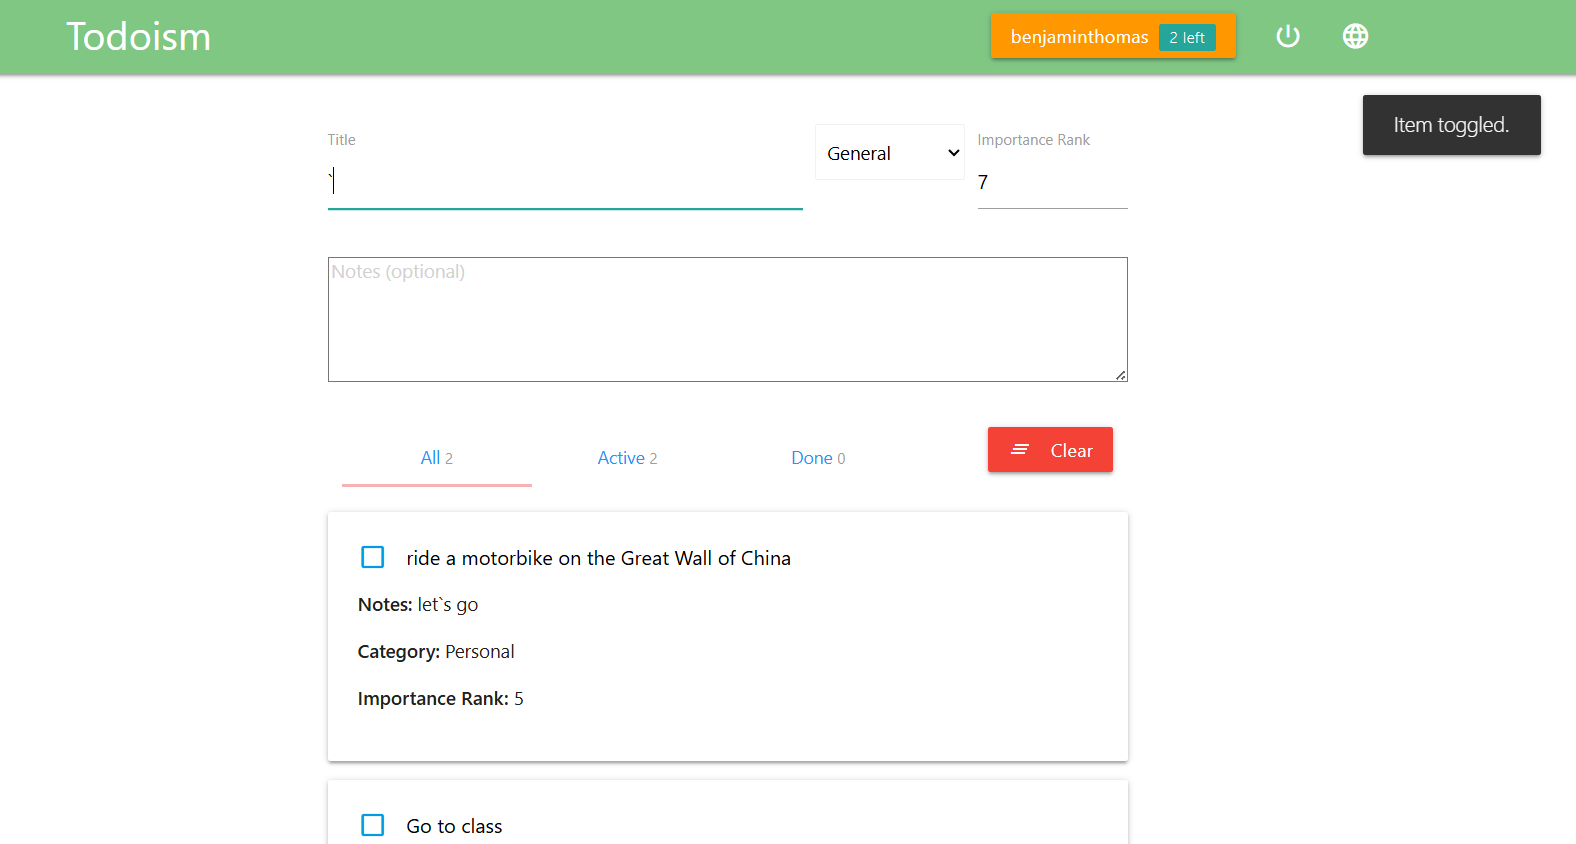 Todoism
benjaminthomas 2 left
Item toggled.
Title
General
Importance Rank
`
7
Notes (optional)
All 2
Active 2
Done 0
Clear
ride a motorbike on the Great Wall of China
Notes: let`s go
Category: Personal
Importance Rank: 5
Go to class